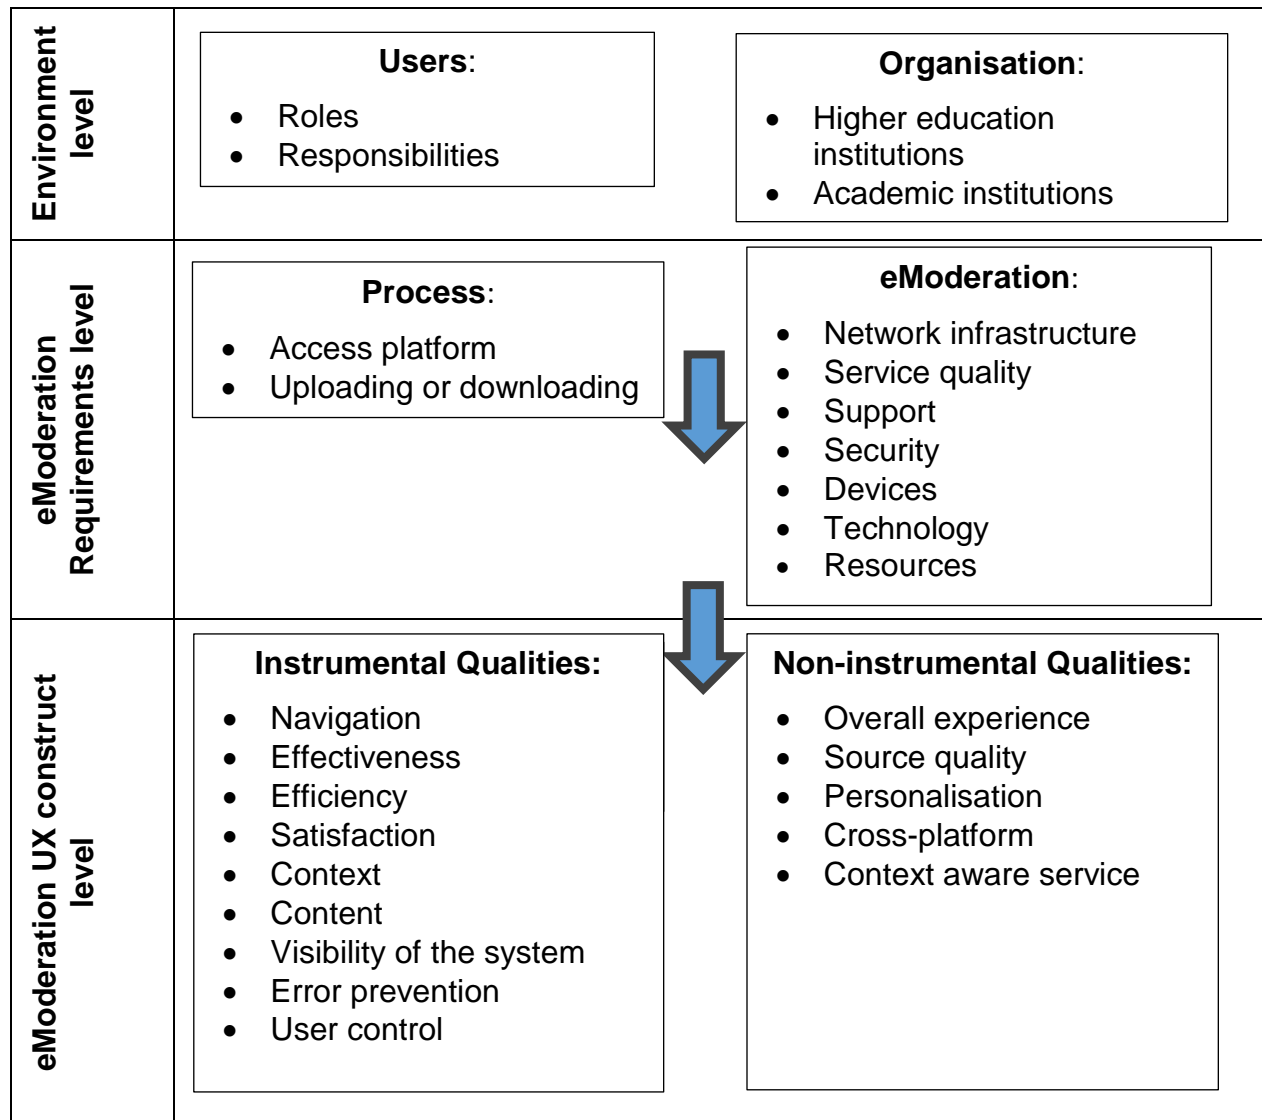 Environment
level
Users:
• Roles
• Responsibilities
Organisation:
• Higher education
institutions
• Academic institutions
eModeration
Requirements level
Process:
• Access platform
• Uploading or downloading
eModeration:
• Network infrastructure
• Service quality
• Support
• Security
• Devices
• Technology
• Resources
eModeration UX construct
level
Instrumental Qualities:
• Navigation
• Effectiveness
• Efficiency
• Satisfaction
• Context
• Content
• Visibility of the system
• Error prevention
• User control
Non-instrumental Qualities:
• Overall experience
• Source quality
• Personalisation
• Cross-platform
• Context aware service